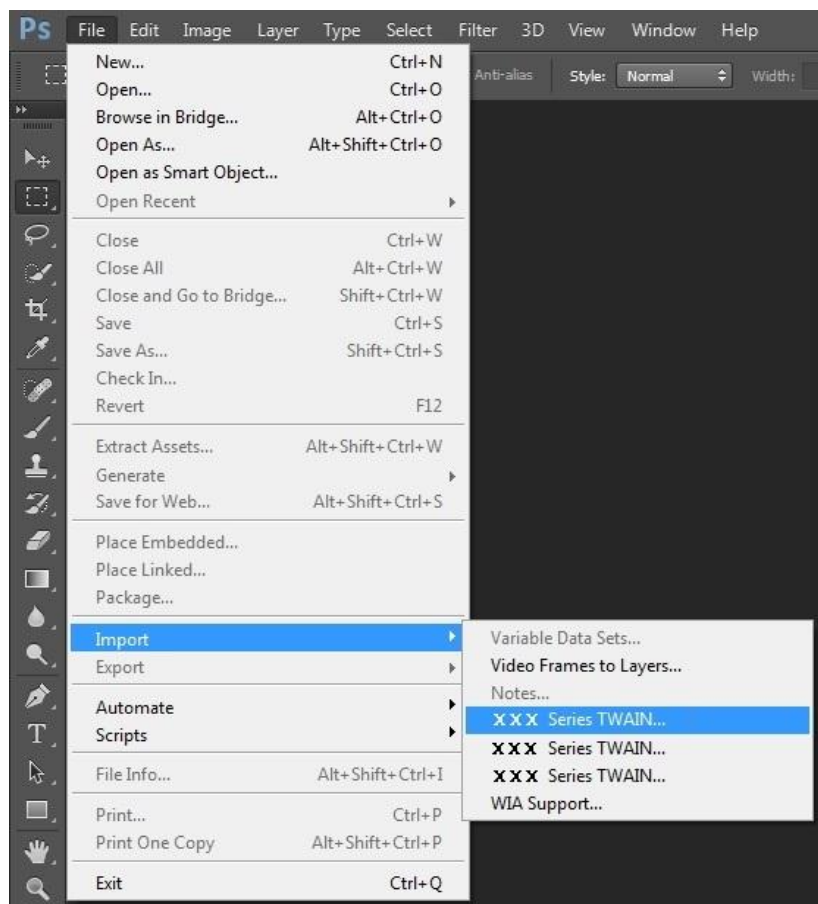 Ps File Edit Image Layer Type Select Filter 3D View Window Help
Anti-alias Style: Normal Width:
New... Ctrl+N
Open... Ctrl+O
Browse in Bridge... Alt+Ctrl+O
Open As... Alt+Shift+Ctrl+O
Open as Smart Object...
Open Recent
Close Ctrl+W
Close All Alt+Ctrl+W
Close and Go to Bridge... Shift+Ctrl+W
Save Ctrl+S
Save As... Shift+Ctrl+S
Check In...
Revert F12
Extract Assets... Alt+Shift+Ctrl+W
Generate
Save for Web... Alt+Shift+Ctrl+S
Place Embedded...
Place Linked...
Package...
Import
Export
Automate
Scripts
File Info... Alt+Shift+Ctrl+I
Print... Ctrl+P
Print One Copy Alt+Shift+Ctrl+P
Exit Ctrl+Q
Variable Data Sets...
Video Frames to Layers...
Notes...
XXX Series TWAIN...
XXX Series TWAIN...
XXX Series TWAIN...
WIA Support...